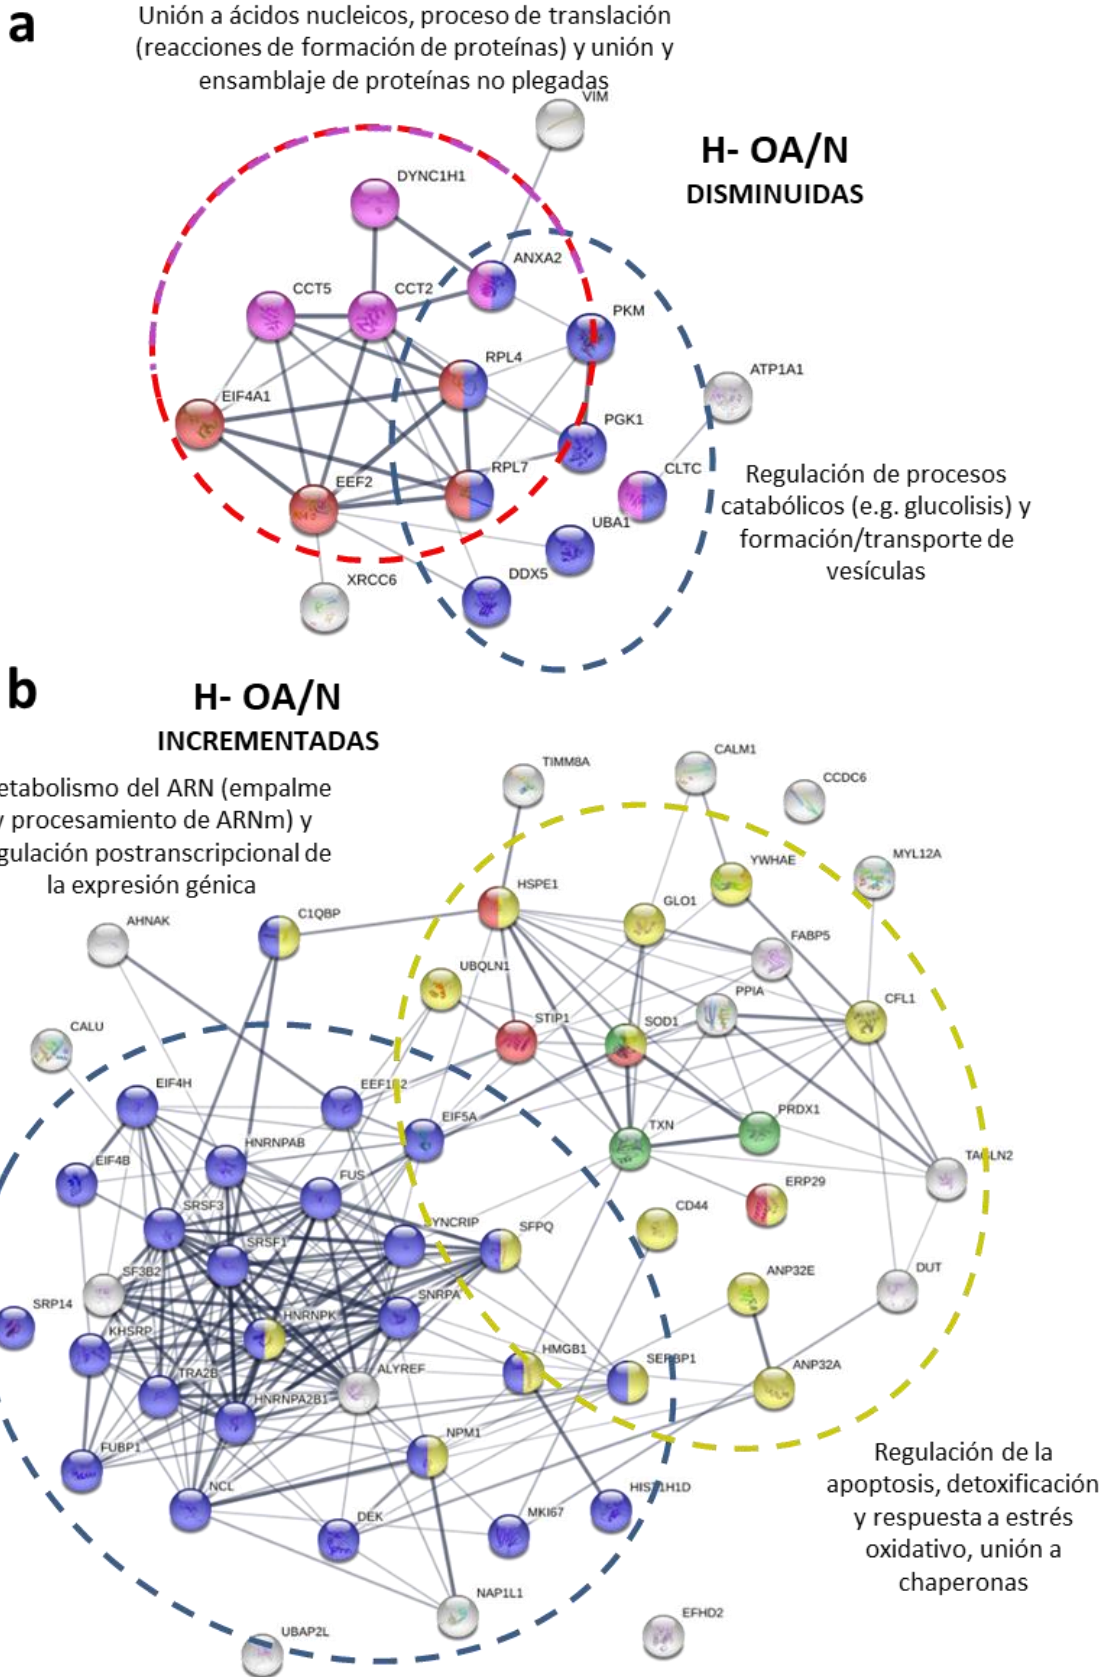 a
Unión a ácidos nucleicos, proceso de translación
(reacciones de formación de proteínas) y unión y
ensamblaje de proteínas no plegadas
VIM
H- OA/N
DISMINUIDAS
DYNC1H1
ANXA2
CCT5
CCT2
PKM
RPL4
ATP1A1
EIF4A1
PGK1
RPL7
CLTC
EEF2
UBA1
Regulación de procesos
catabólicos (e.g. glucolisis) y
formación/transporte de
vesículas
DDX5
XRCC6
b
H- OA/N
INCREMENTADAS
etabolismo del ARN (empalme
y procesamiento de ARNm) y
gulación postranscripcional de
la expresión génica
TIMM8A
CALM1
CCDC6
MYL12A
YWHAE
HSPE1
GLO1
AHNAK
C1QBP
FABP5
UBQLN1
PPIA
CFL1
STIP1
SOD1
CALU
EIF4H
EIF5A
TXN
PRDX1
HNRNPAB
EIF4B
FUS
TAGLN2
ERP29
SRSF3
CD44
SYNCRIP
SFPQ
SRSF1
SF3B2
ANP32E
DUT
SRP14
SNRPA
HNRNPK
KHSRP
HMGB1
SERBP1
ALYREF
TRA2B
ANP32A
HNRNPA2B1
NPM1
FUBP1
NCL
HIST1H1D
DEK
MKI67
Regulación de la
apoptosis, detoxificación
y respuesta a estrés
oxidativo, unión a
chaperonas
NAP1L1
EFHD2
UBAP2L